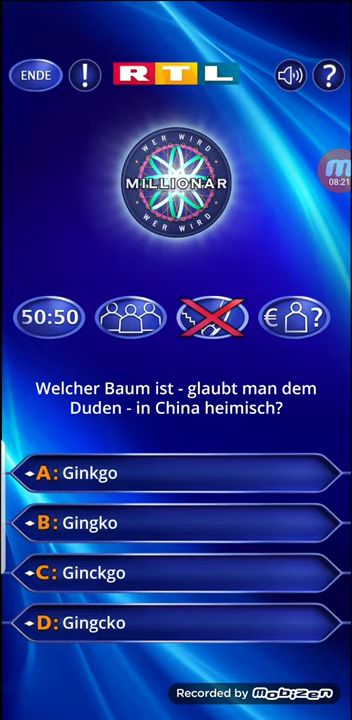 ENDE
!
RTL
?
WER WIRD
MILLIONÄR
WER WIRD
m
08:21
50:50
€ ?
Welcher Baum ist - glaubt man dem
Duden - in China heimisch?
A: Ginkgo
B: Gingko
C: Ginckgo
D: Gingcko
Recorded by mobizen